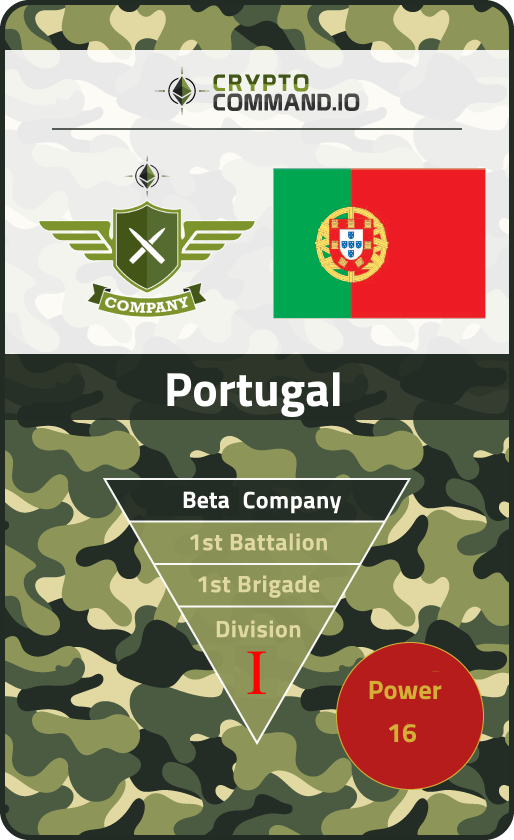 CRYPTO
COMMAND.IO
COMPANY
Portugal
Beta Company
1st Battalion
1st Brigade
Division
I
Power
16